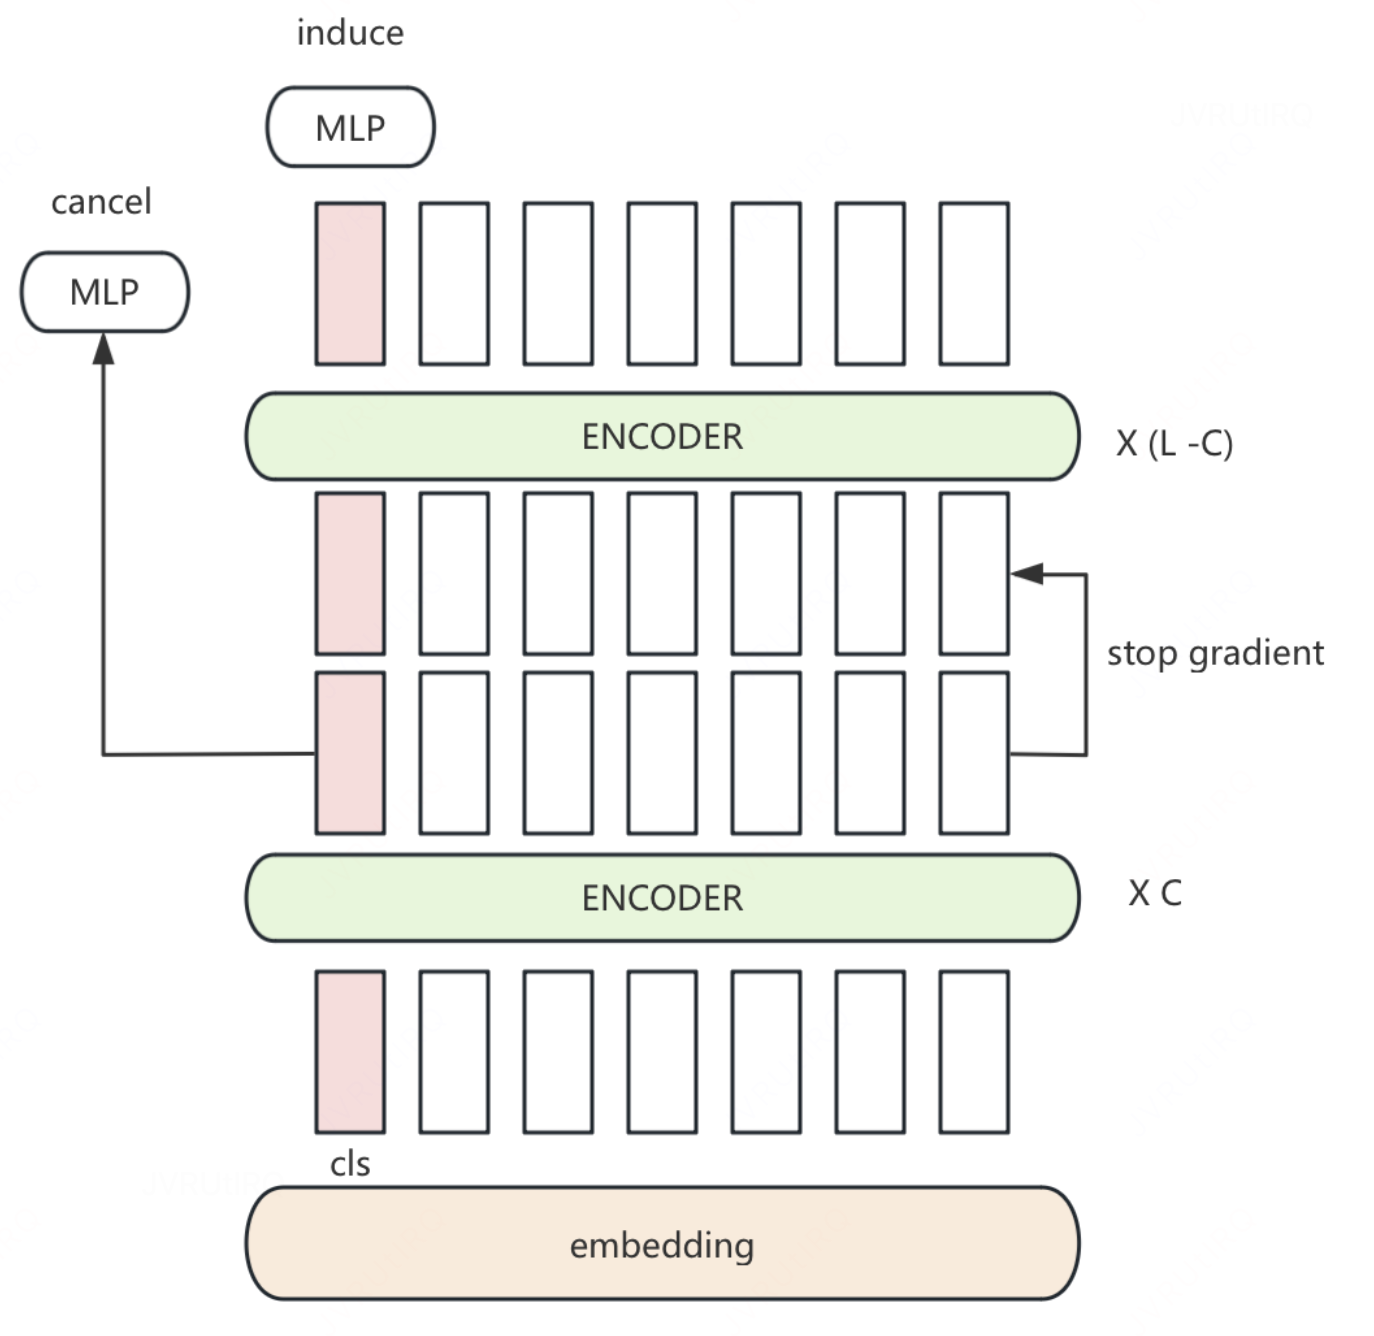 induce
MLP
cancel
MLP
ENCODER
X (L -C)
stop gradient
ENCODER
X C
cls
embedding